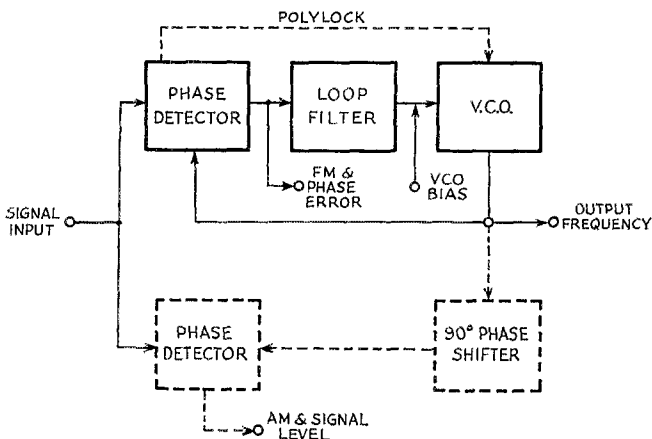 POLYLOCK
PHASE
DETECTOR
LOOP
FILTER
V.C.O.
FM &
PHASE
ERROR
VCO
BIAS
SIGNAL
INPUT
OUTPUT
FREQUENCY
PHASE
DETECTOR
90° PHASE
SHIFTER
AM & SIGNAL
LEVEL